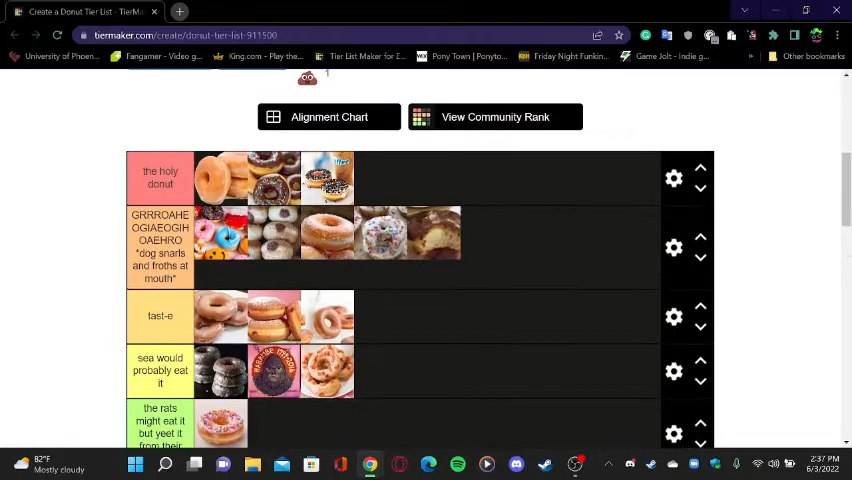 Create a Donut Tier List - TierMa
tiermaker.com/create/donut-tier-list-911500
University of Phoen...
Fangamer - Video g...
King.com - Play the...
Tier List Maker for E...
WIX
Pony Town | Ponyto...
Friday Night Funkin...
Game Jolt - Indie g...
Other bookmarks
1
Alignment Chart
View Community Rank
the holy
donut
GRRROAHE
OGIAEOGIH
OAEHRO
*dog snarls
and froths at
mouth*
tast-e
sea would
probably eat
it
the rats
might eat it
but yeet it
from their
82°F
Mostly cloudy
2:37 PM
6/3/2022